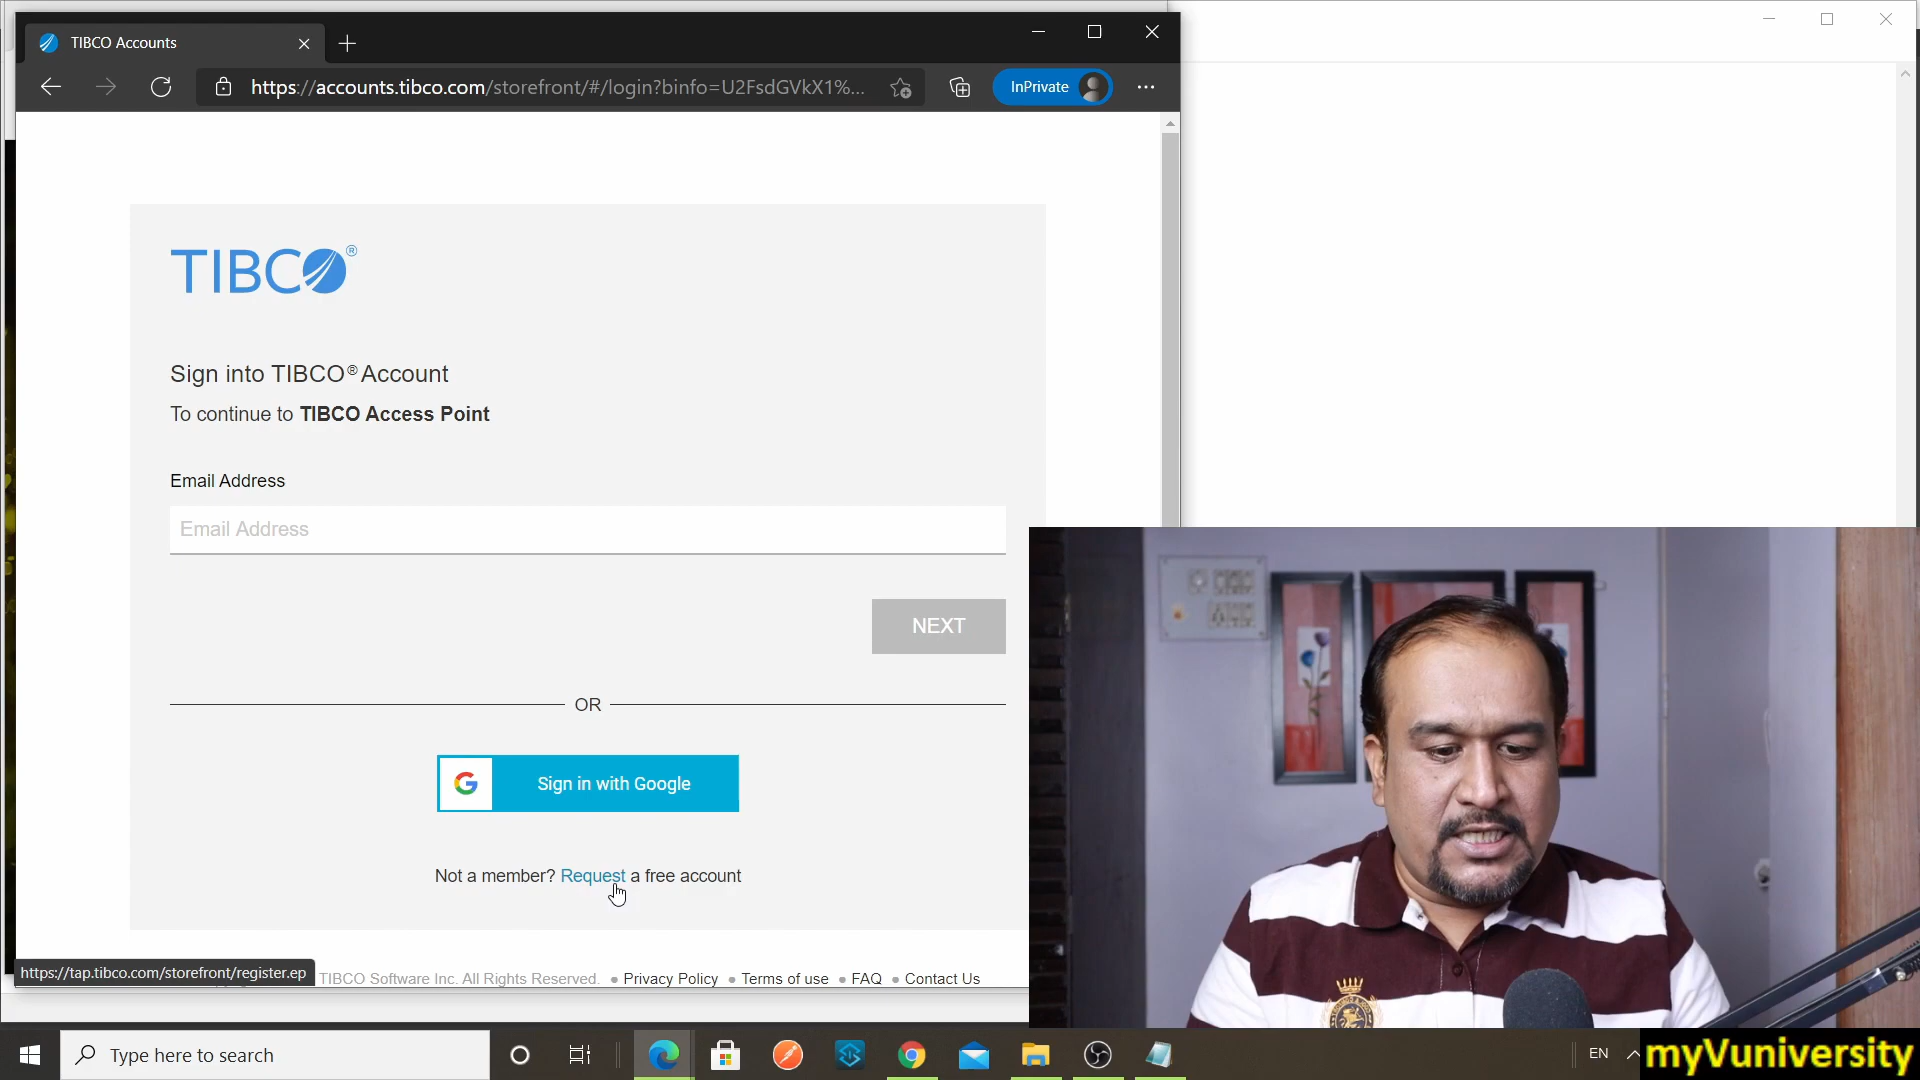 TIBCO Accounts
https://accounts.tibco.com/storefront/#/login?binfo=U2FsdGVkX1%...
InPrivate
TIBCO®
Sign into TIBCO® Account
To continue to TIBCO Access Point
Email Address
Email Address
NEXT
OR
G Sign in with Google
Not a member? Request a free account
https://tap.tibco.com/storefront/register.ep
TIBCO Software Inc. All Rights Reserved. • Privacy Policy • Terms of use • FAQ • Contact Us
Type here to search
EN
myVuniversity